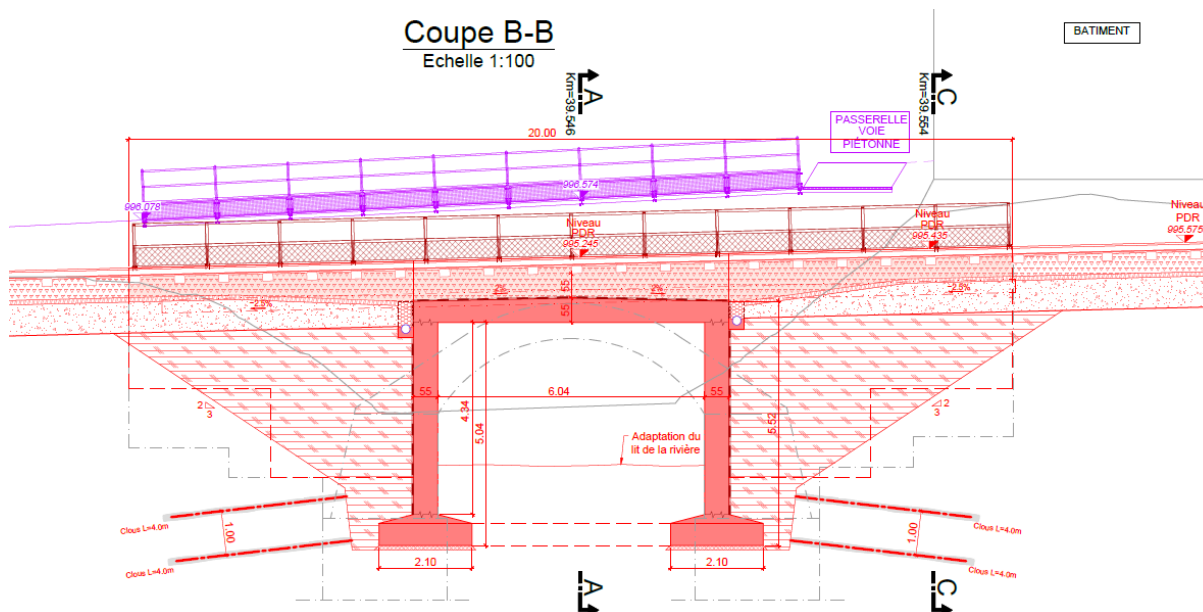 Coupe B-B
Echelle 1:100
BATIMENT
A
Km=39.546
C
Km=39.554
20.00
PASSERELLE
VOIE
PIÉTONNE
996.078
996.574
Niveau
PDR
995.245
Niveau
PDR
995.435
Niveau
PDR
995.575
-2.5%
2%
2%
-2.5%
55
55
55
6.04
55
4.34
5.04
5.52
2
3
2
3
Adaptation du
lit de la rivière
Clous L=4.0m
1.00
Clous L=4.0m
Clous L=4.0m
1.00
Clous L=4.0m
2.10
2.10
A
C